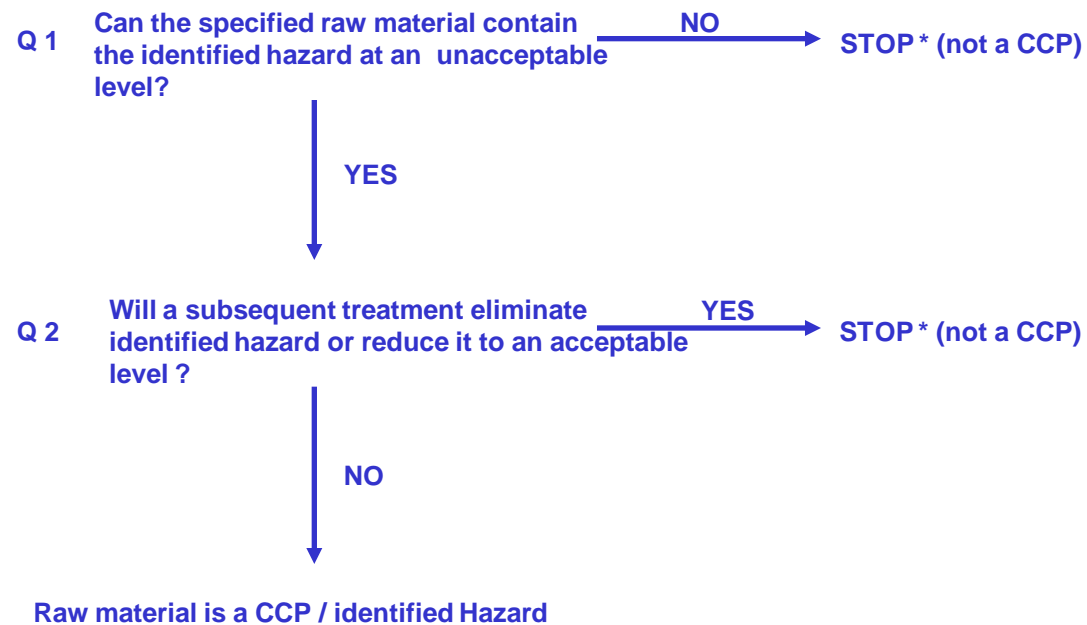 Q 1
Can the specified raw material contain
the identified hazard at an unacceptable
level?
NO
STOP * (not a CCP)
YES
Q 2
Will a subsequent treatment eliminate
identified hazard or reduce it to an acceptable
level ?
YES
STOP * (not a CCP)
NO
Raw material is a CCP / identified Hazard